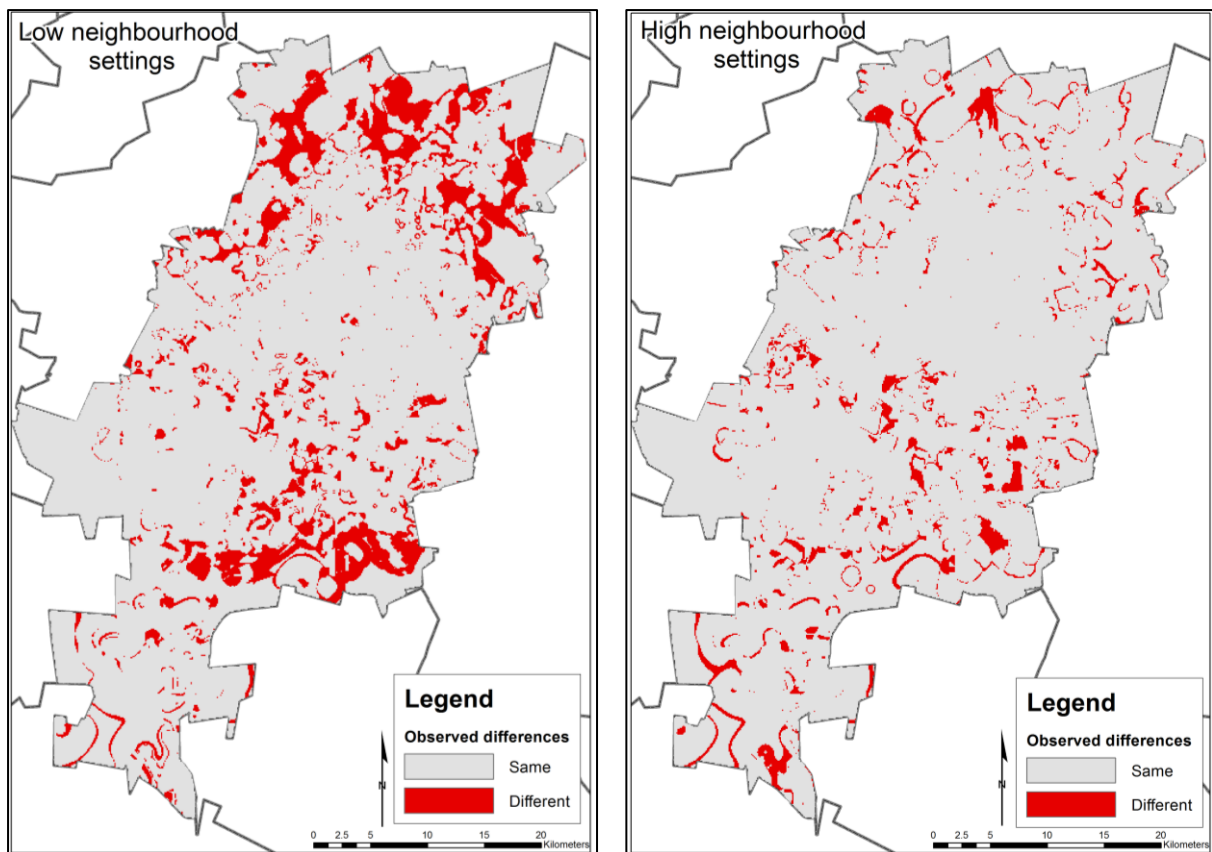 Low neighbourhood
settings
Legend
Observed differences
Same
Different
N
0 2.5 5 10 15 20
Kilometers
High neighbourhood
settings
Legend
Observed differences
Same
Different
N
0 2.5 5 10 15 20
Kilometers